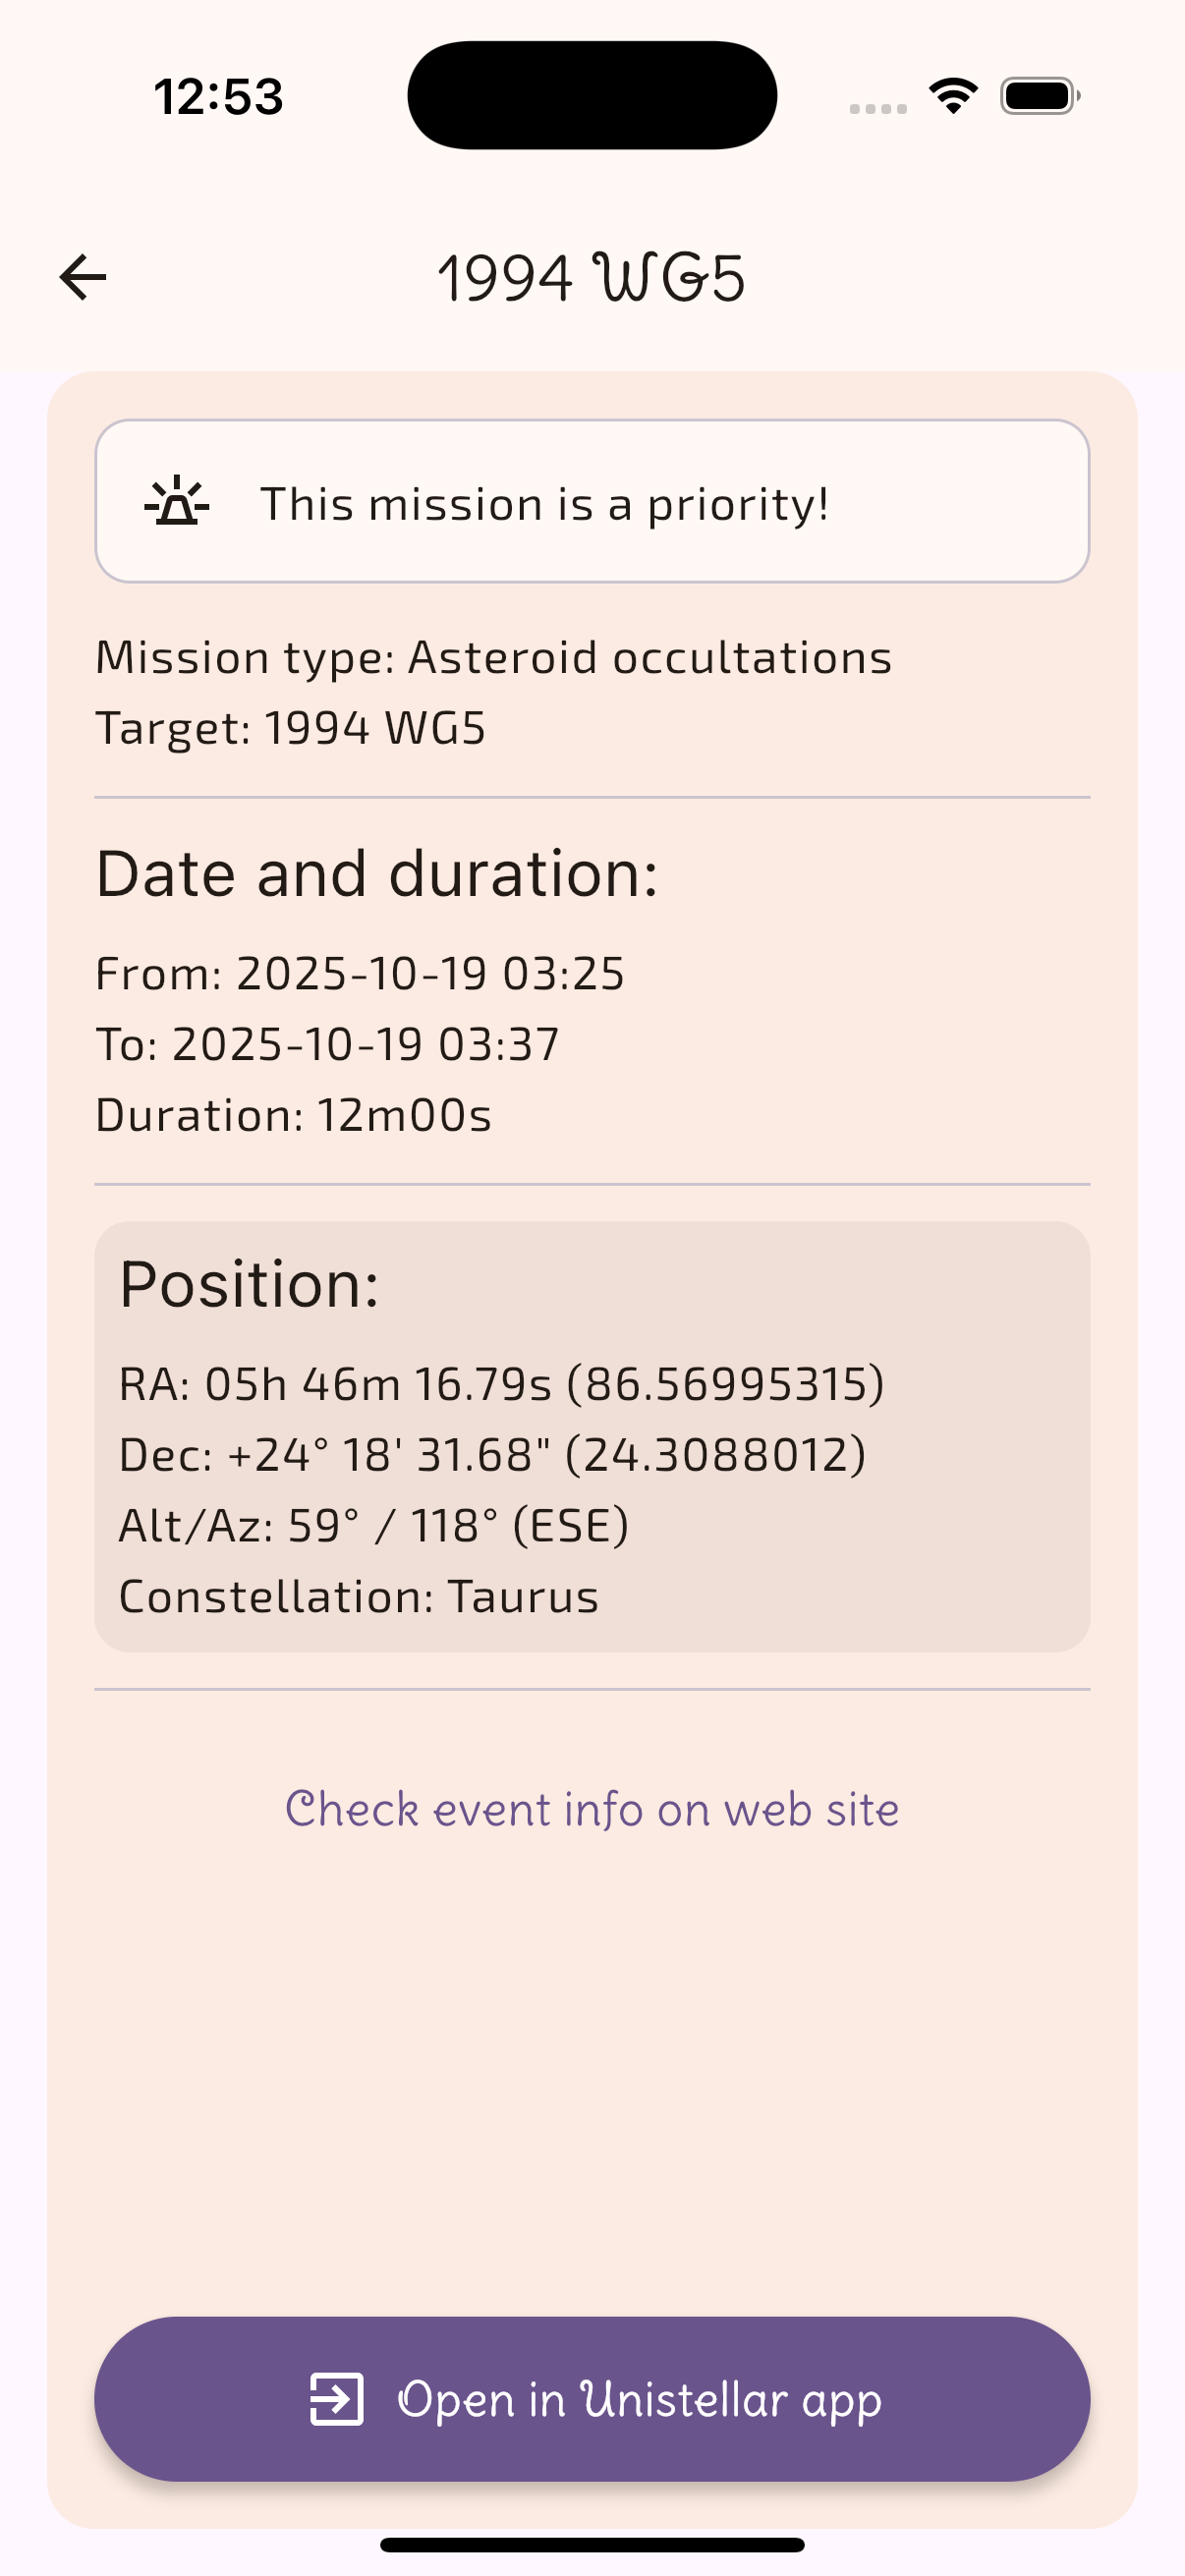 12:53
1994 WG5
This mission is a priority!
Mission type: Asteroid occultations
Target: 1994 WG5
Date and duration:
From: 2025-10-19 03:25
To: 2025-10-19 03:37
Duration: 12m00s
Position:
RA: 05h 46m 16.79s (86.56995315)
Dec: +24° 18' 31.68" (24.3088012)
Alt/Az: 59° / 118° (ESE)
Constellation: Taurus
Check event info on web site
Open in Unistellar app